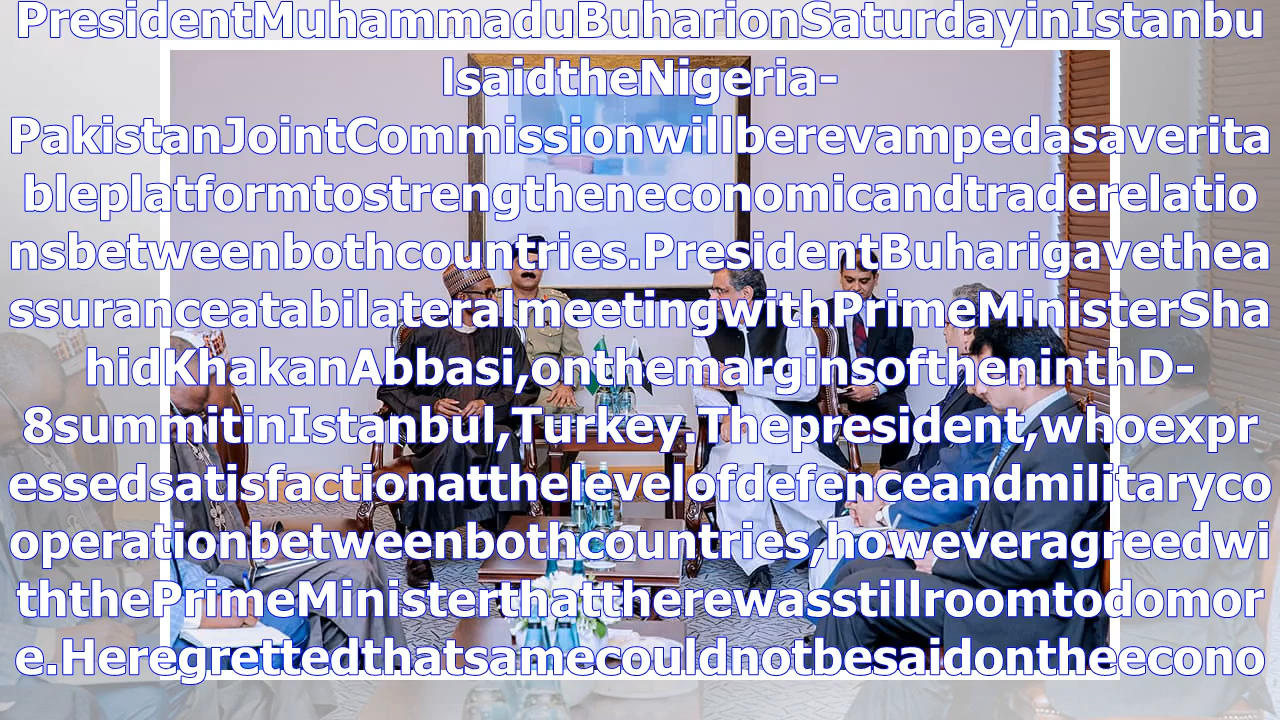 PresidentMuhammaduBuharionSaturdayinIstanbu
lsaidtheNigeria-
PakistanJointCommissionwillberevampedasaverita
bleplatformtostrengtheneconomicandtraderelatio
nsbetweenbothcountries.PresidentBuharigavethea
ssuranceatabilateralmeetingwithPrimeMinisterSha
hidKhakanAbbasi,onthemarginsoftheninthD-
8summitinIstanbul,Turkey.Thepresident,whoexpr
essedsatisfactionatthelevelofdefenceandmilitaryco
operationbetweenbothcountries,howeveragreedwi
ththePrimeMinisterthattherewasstillroomtodomor
e.Heregrettedthatsamecouldnotbesaidontheecono